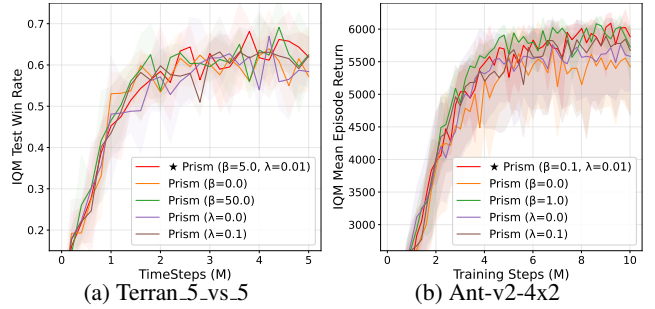 IQM Test Win Rate
0.7
0.6
0.5
0.4
0.3
0.2
★ Prism (β=5.0, λ=0.01)
Prism (β=0.0)
Prism (β=50.0)
Prism (λ=0.0)
Prism (λ=0.1)
0 1 2 3 4 5
TimeSteps (M)
(a) Terran_5_vs_5
IQM Mean Episode Return
6000
5500
5000
4500
4000
3500
3000
★ Prism (β=0.1, λ=0.01)
Prism (β=0.0)
Prism (β=1.0)
Prism (λ=0.0)
Prism (λ=0.1)
0 2 4 6 8 10
Training Steps (M)
(b) Ant-v2-4x2